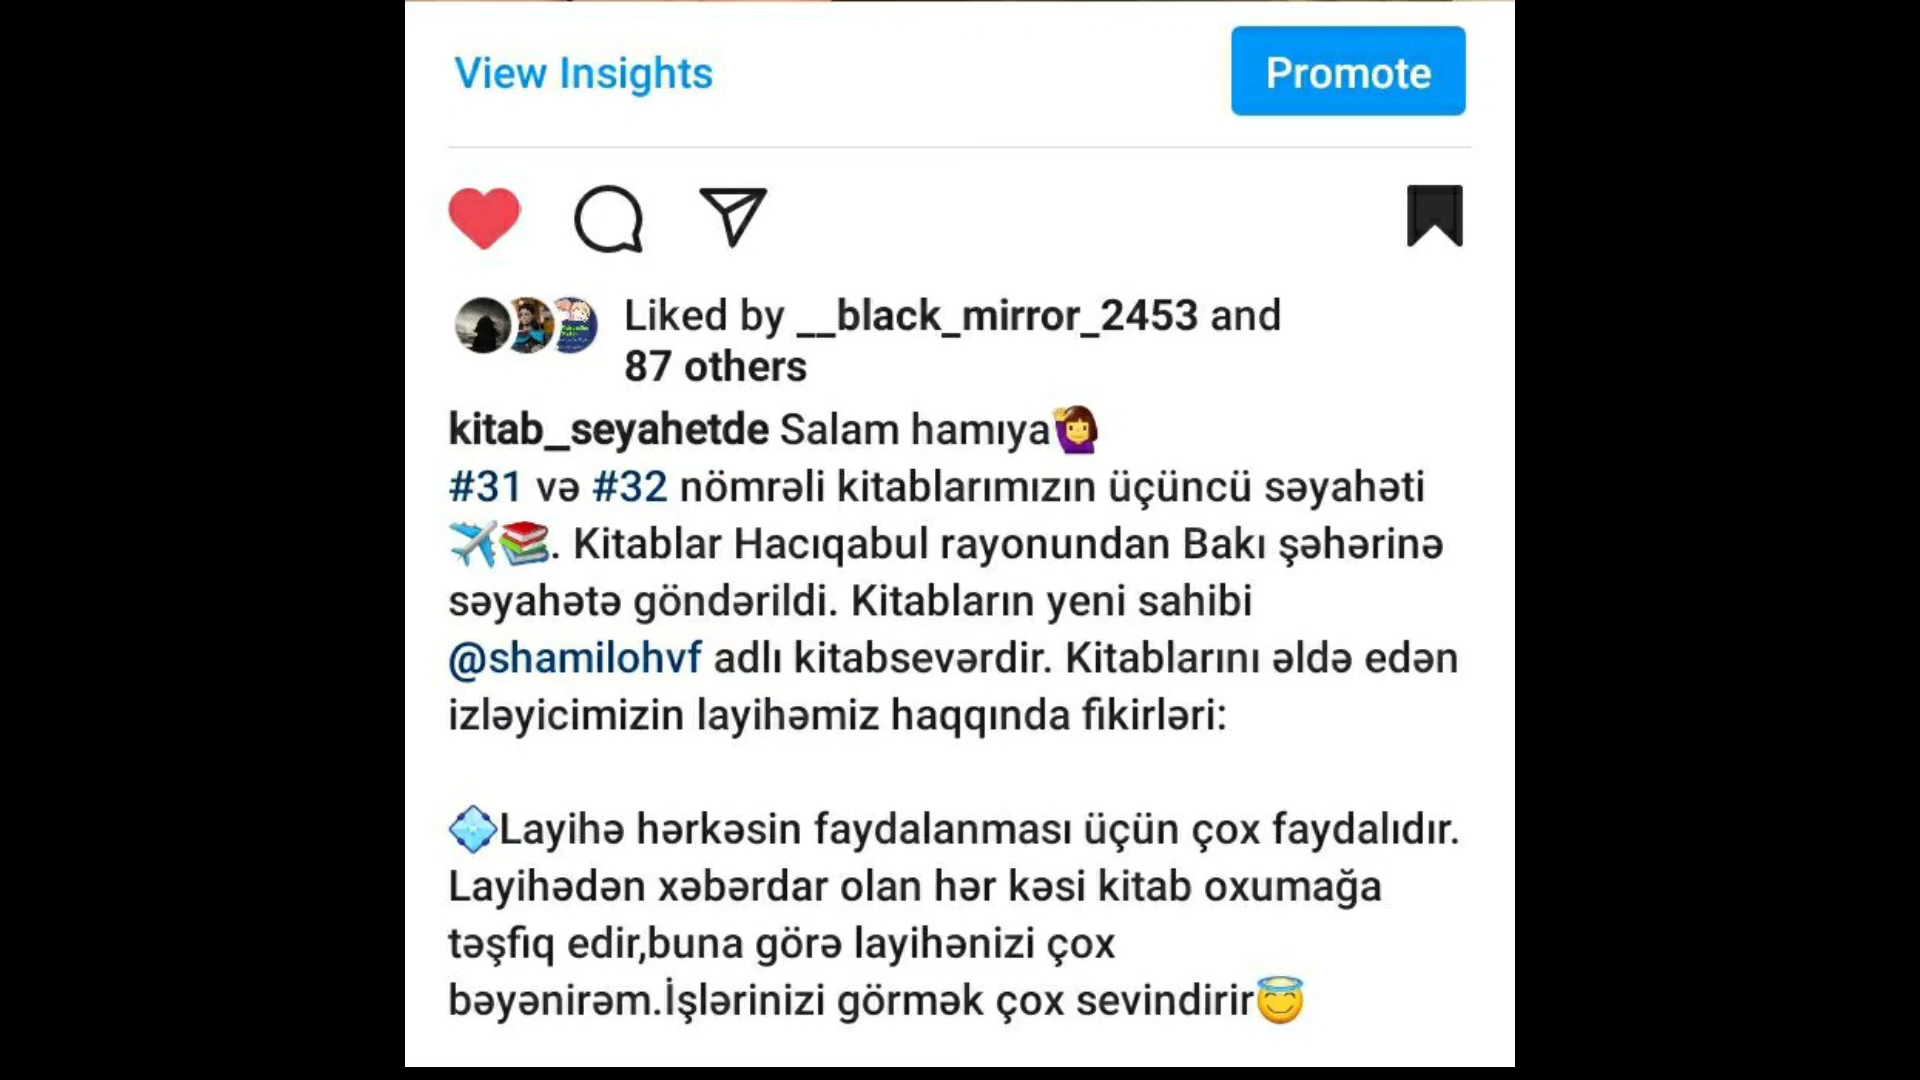 View Insights
Promote
Liked by __black_mirror_2453 and
87 others
kitab_seyahetde Salam hamıya🙋‍♀️
#31 və #32 nömrəli kitablarımızın üçüncü səyahəti
✈️📚. Kitablar Hacıqabul rayonundan Bakı şəhərinə
səyahətə göndərildi. Kitabların yeni sahibi
@shamilohvf adlı kitabsevərdir. Kitablarını əldə edən
izləyicimizin layihəmiz haqqında fikirləri:
💠Layihə hərkəsin faydalanması üçün çox faydalıdır.
Layihədən xəbərdar olan hər kəsi kitab oxumağa
təşfiq edir,buna görə layihənizi çox
bəyənirəm.İşlərinizi görmək çox sevindirir😇